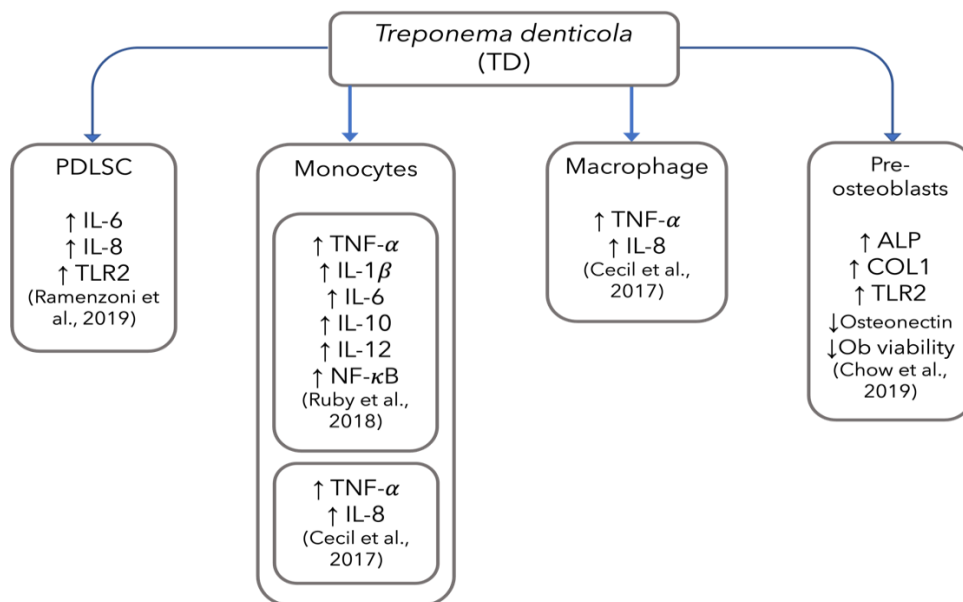 Treponema denticola
(TD)
PDLSC
↑ IL-6
↑ IL-8
↑ TLR2
(Ramenzoni et
al., 2019)
Monocytes
↑ TNF-α
↑ IL-1β
↑ IL-6
↑ IL-10
↑ IL-12
↑ NF-κB
(Ruby et al.,
2018)
↑ TNF-α
↑ IL-8
(Cecil et al.,
2017)
Macrophage
↑ TNF-α
↑ IL-8
(Cecil et al.,
2017)
Pre-
osteoblasts
↑ ALP
↑ COL1
↑ TLR2
↓Osteonectin
↓Ob viability
(Chow et al.,
2019)